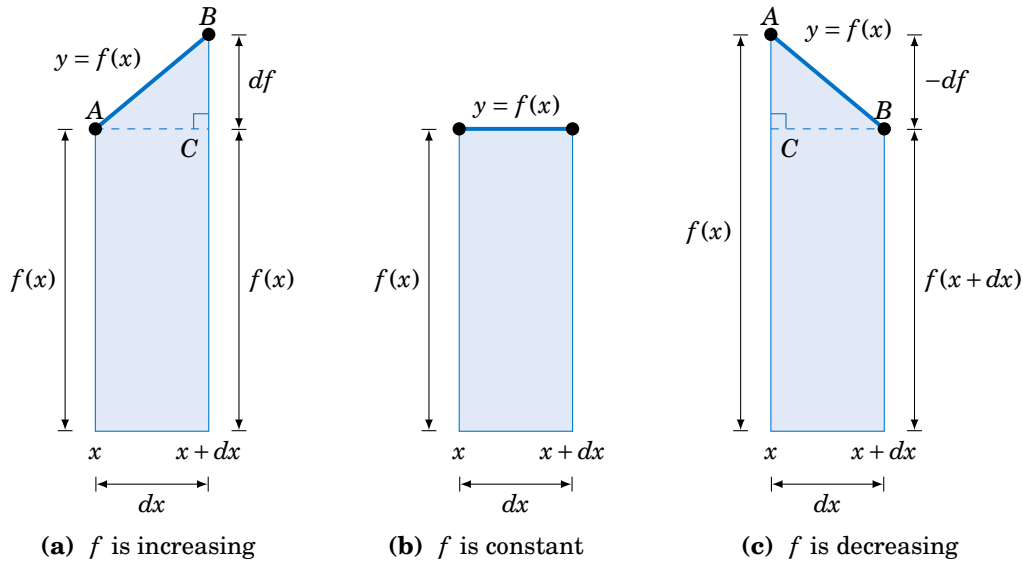 B
y = f(x)
df
A
C
f(x)
f(x)
x
x + dx
dx
(a) f is increasing
y = f(x)
f(x)
x
x + dx
dx
(b) f is constant
A
y = f(x)
−df
B
C
f(x)
f(x + dx)
x
x + dx
dx
(c) f is decreasing